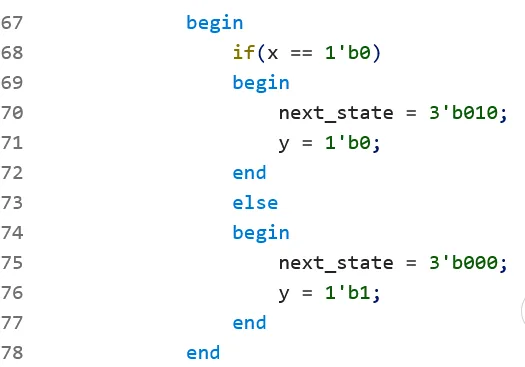 67 begin
68 if(x == 1'b0)
69 begin
70 next_state = 3'b010;
71 y = 1'b0;
72 end
73 else
74 begin
75 next_state = 3'b000;
76 y = 1'b1;
77 end
78 end